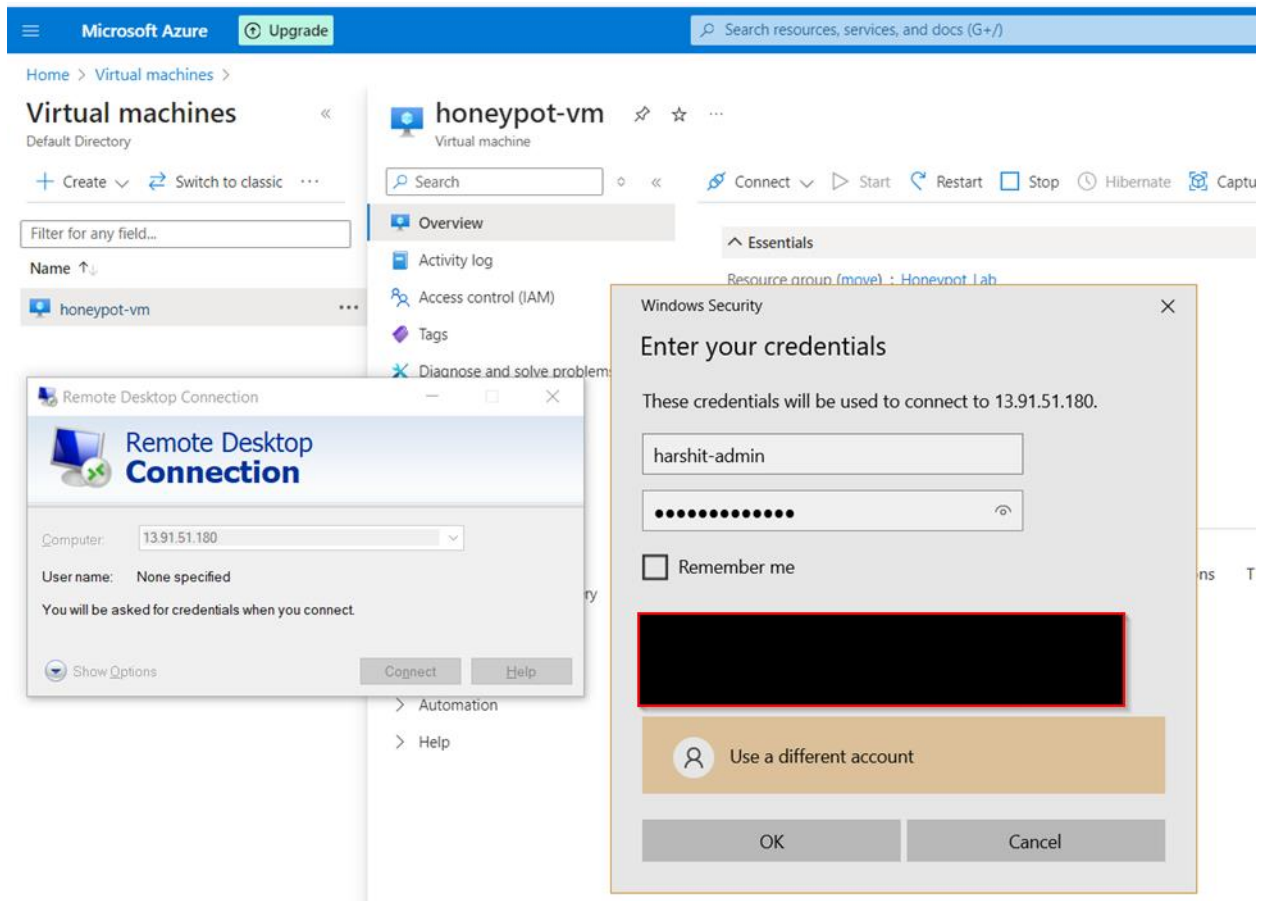 Microsoft Azure
Upgrade
Search resources, services, and docs (G+/)
Home > Virtual machines >
Virtual machines
Default Directory
+ Create
Switch to classic
Filter for any field...
Name
honeypot-vm
honeypot-vm
Virtual machine
Search
Connect
Start
Restart
Stop
Hibernate
Captu
Overview
Activity log
Access control (IAM)
Tags
Diagnose and solve problems
ry
Automation
Help
Essentials
Resource group (move) : Honeypot_Lab
ns T
Remote Desktop Connection
Remote Desktop
Connection
Computer: 13.91.51.180
User name: None specified
You will be asked for credentials when you connect.
Show Options
Connect
Help
Windows Security
Enter your credentials
These credentials will be used to connect to 13.91.51.180.
harshit-admin
Remember me
Use a different account
OK
Cancel